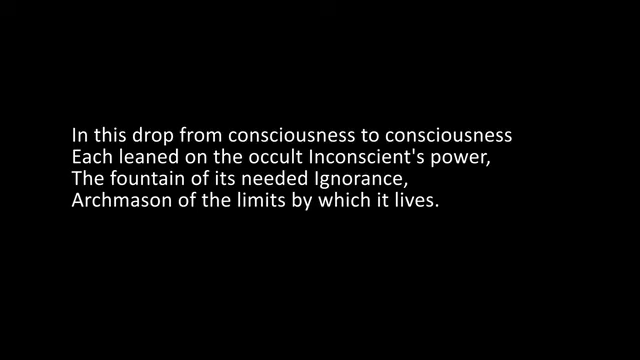 In this drop from consciousness to consciousness
Each leaned on the occult Inconscient's power,
The fountain of its needed Ignorance,
Archmason of the limits by which it lives.